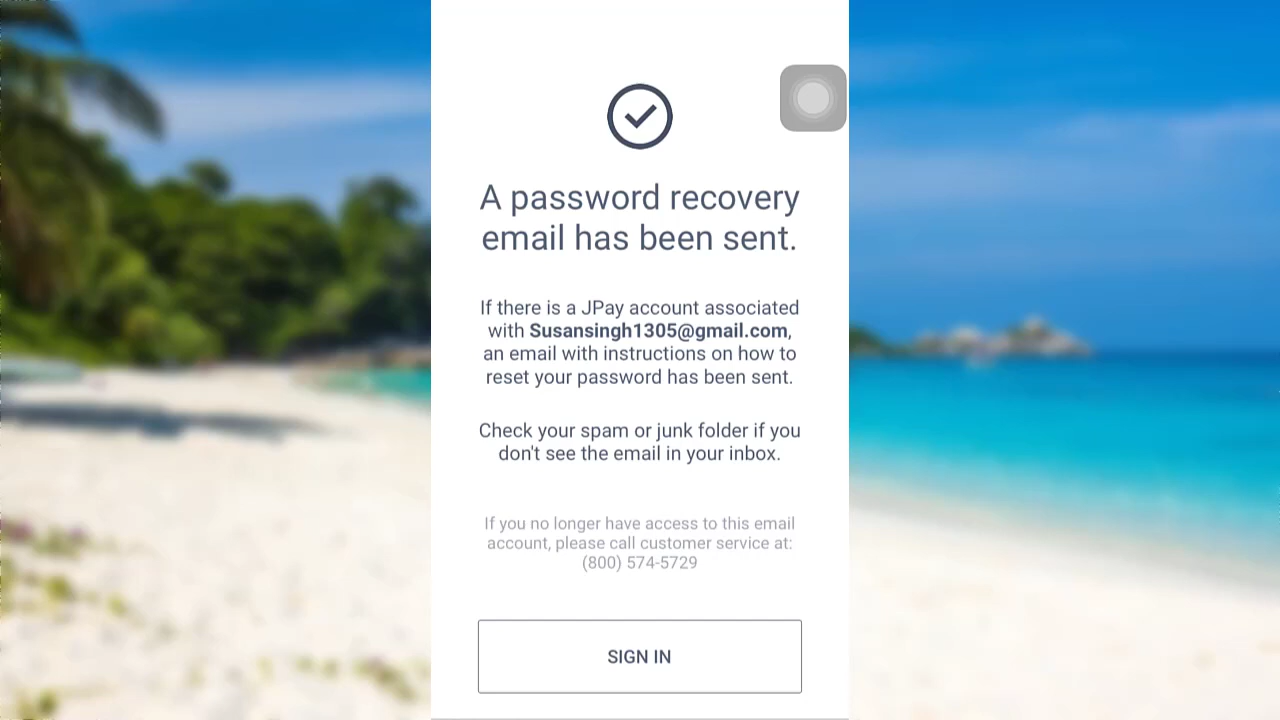 A password recovery
email has been sent.
If there is a JPay account associated
with Susansingh1305@gmail.com,
an email with instructions on how to
reset your password has been sent.
Check your spam or junk folder if you
don't see the email in your inbox.
If you no longer have access to this email
account, please call customer service at:
(800) 574-5729
SIGN IN